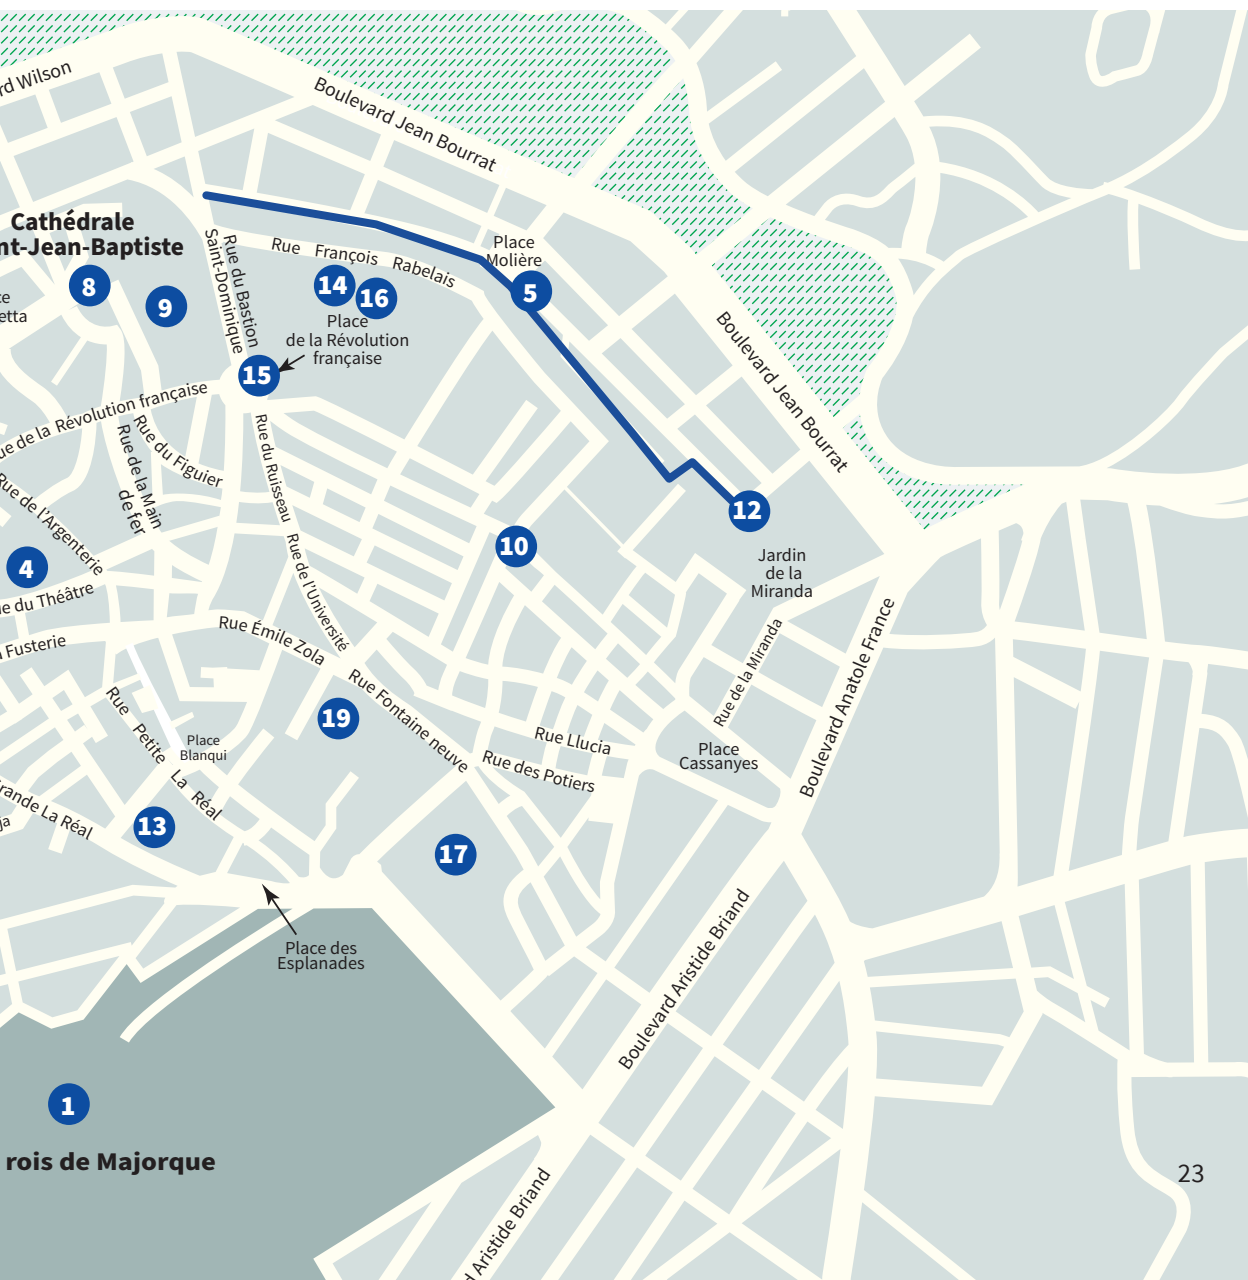 rd Wilson
Boulevard Jean Bourrat
Cathédrale
nt-Jean-Baptiste
Rue du Bastion
Saint-Dominique
Rue François Rabelais
Place
Molière
8
9
14
16
5
ce
etta
Place
de la Révolution
française
15
Boulevard Jean Bourrat
ue de la Révolution française
Rue du Figuier
Rue de la Main
de fer
Rue du Ruisseau
Rue de l'Argenterie
12
10
4
Jardin
de la
Miranda
Rue de l'Université
e du Théâtre
Fusterie
Rue Émile Zola
Rue de la Miranda
Boulevard Anatole France
Rue Fontaine neuve
Rue Petite La Réal
19
Place
Blanqui
Rue Llucia
Rue des Potiers
Place
Cassanyes
rande La Réal
ja
13
17
Boulevard Aristide Briand
Place des
Esplanades
1
rois de Majorque
23
d Aristide Briand